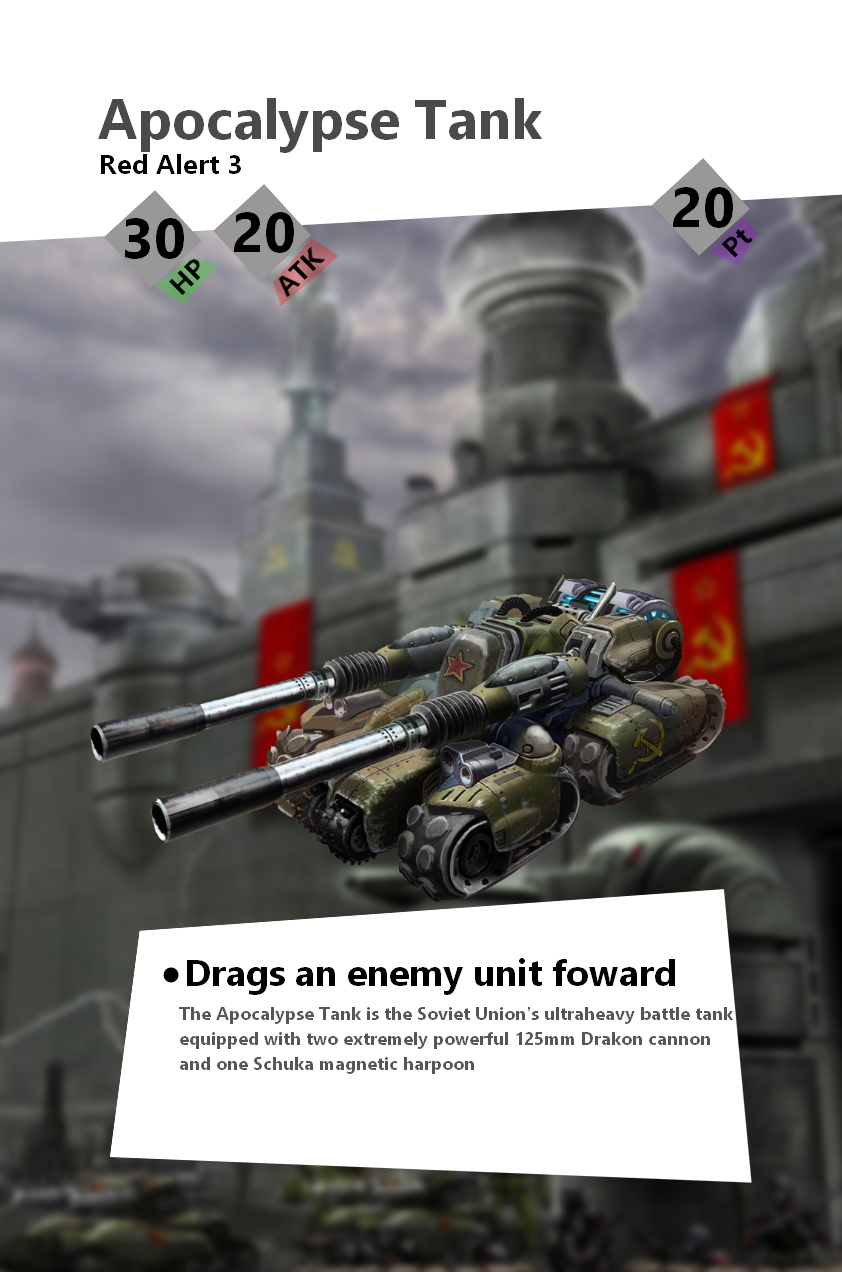 Apocalypse Tank
Red Alert 3
30 HP
20 ATK
20 Pt
•Drags an enemy unit foward
The Apocalypse Tank is the Soviet Union's ultraheavy battle tank
equipped with two extremely powerful 125mm Drakon cannon
and one Schuka magnetic harpoon